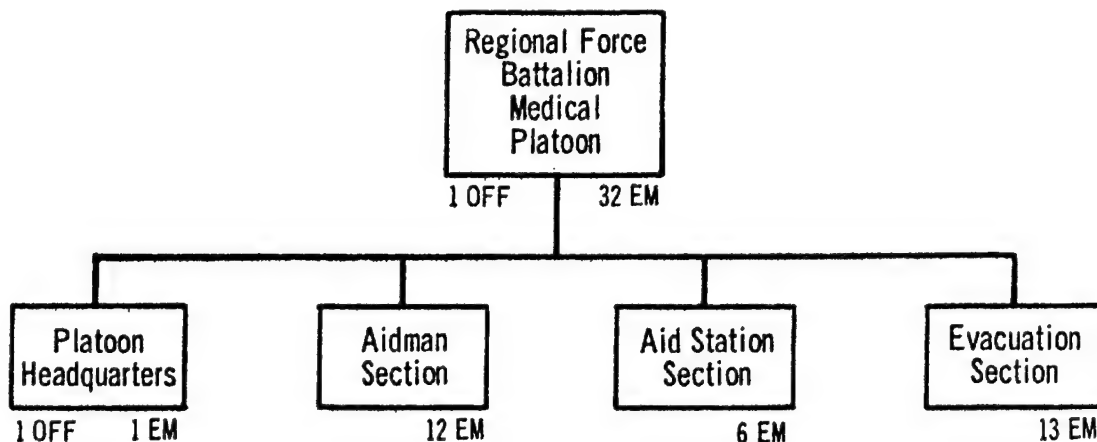 Regional Force
Battalion
Medical
Platoon
1 OFF 32 EM
Platoon
Headquarters
1 OFF 1 EM
Aidman
Section
12 EM
Aid Station
Section
6 EM
Evacuation
Section
13 EM